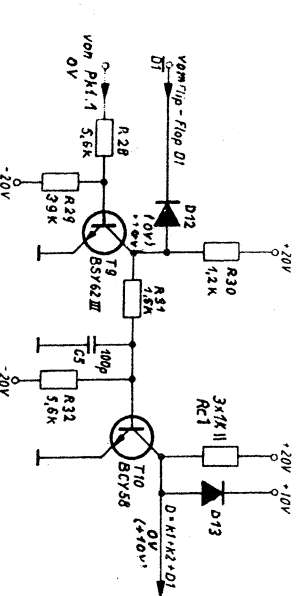 von Pkt.1
0V
R28
5,6K
-20V
R29
39K
vom Flip-Flop D1
D1
D12
(0V)
+10V
T9
BSY62 III
R30
1,2K
+20V
R31
1,5K
100p
C5
-20V
R32
5,6K
T10
BCY58
3x1K II
Rc1
+20V
+10V
D13
D = K1+K2+D1
0V
(+10V)